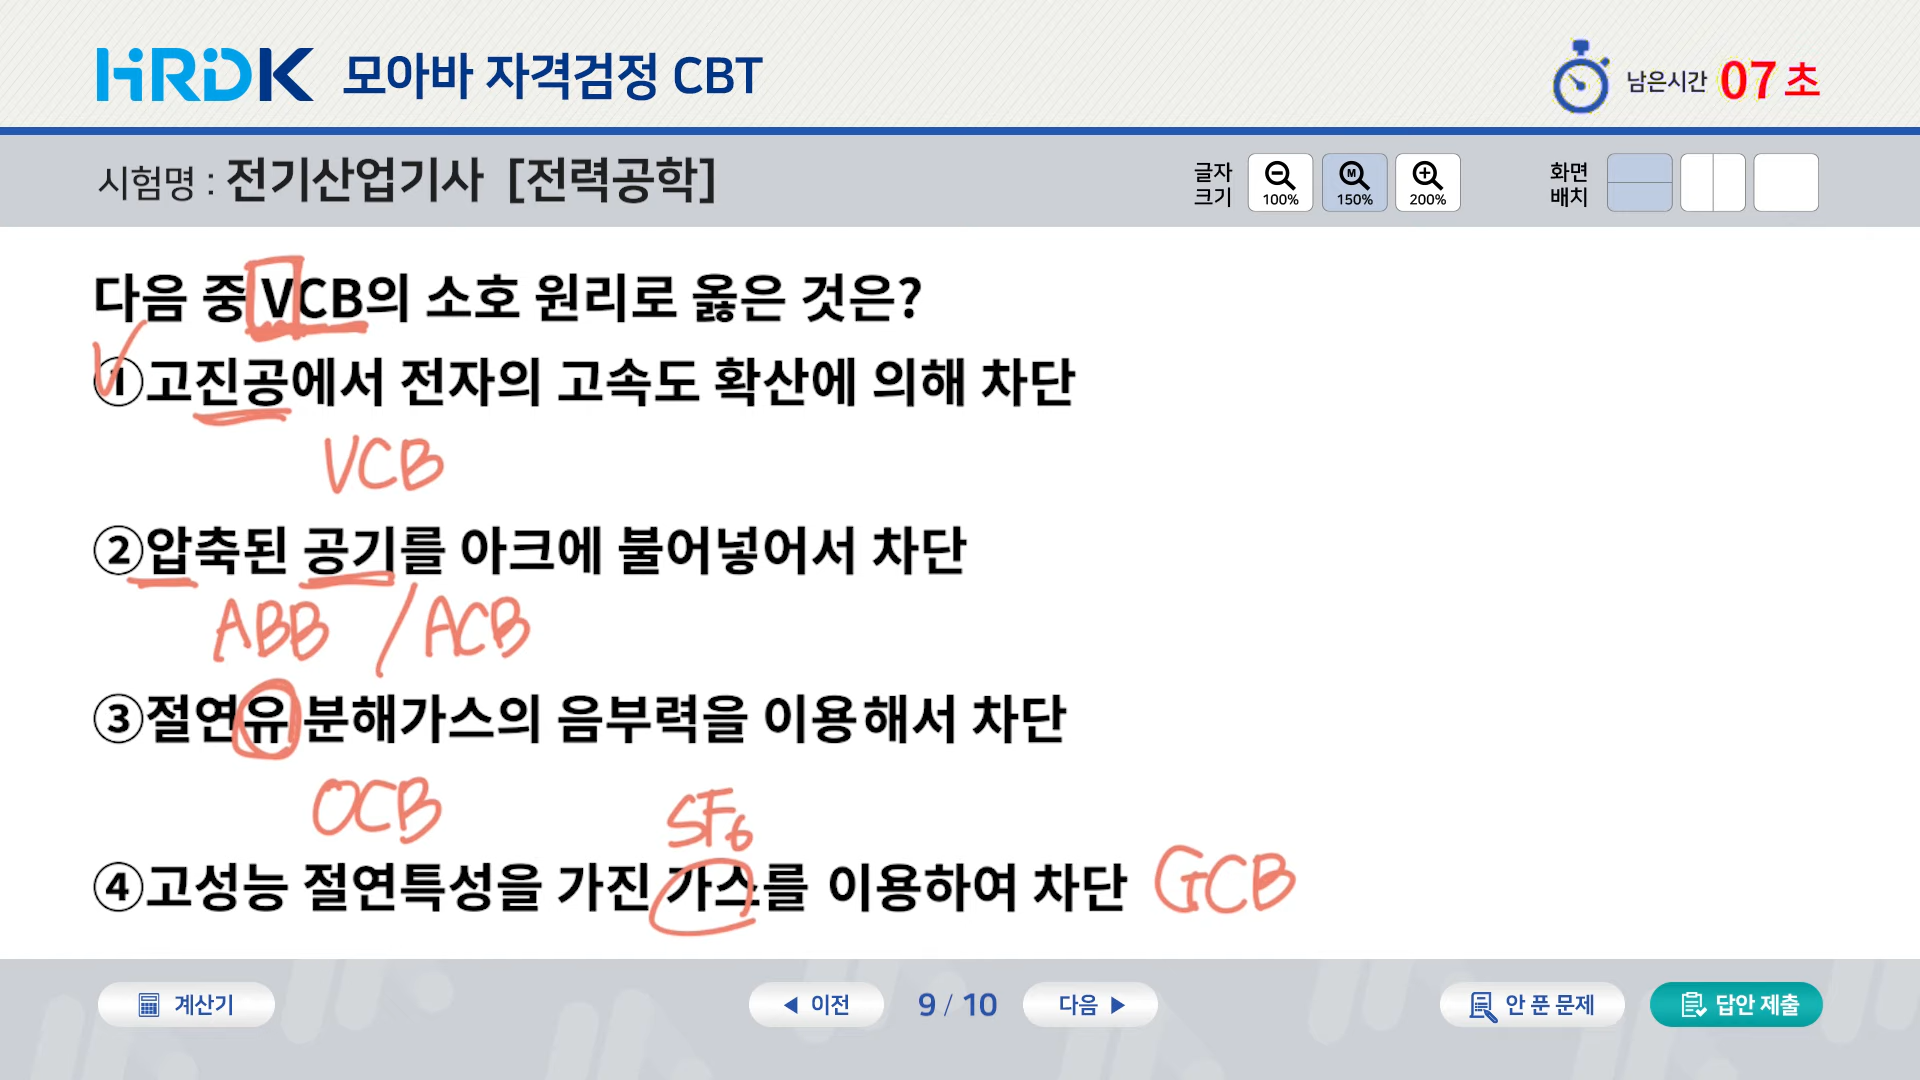 HRDK 모아바 자격검정 CBT
남은시간 07 초
시험명 : 전기산업기사 [전력공학]
글자 크기 100% M 150% 200%
화면 배치
다음 중 VCB의 소호 원리로 옳은 것은?
①고진공에서 전자의 고속도 확산에 의해 차단
VCB
②압축된 공기를 아크에 불어넣어서 차단
ABB / ACB
③절연유 분해가스의 음부력을 이용해서 차단
OCB
SF6
④고성능 절연특성을 가진 가스를 이용하여 차단 GCB
계산기
◀ 이전 9 / 10 다음 ▶
안 푼 문제
답안 제출